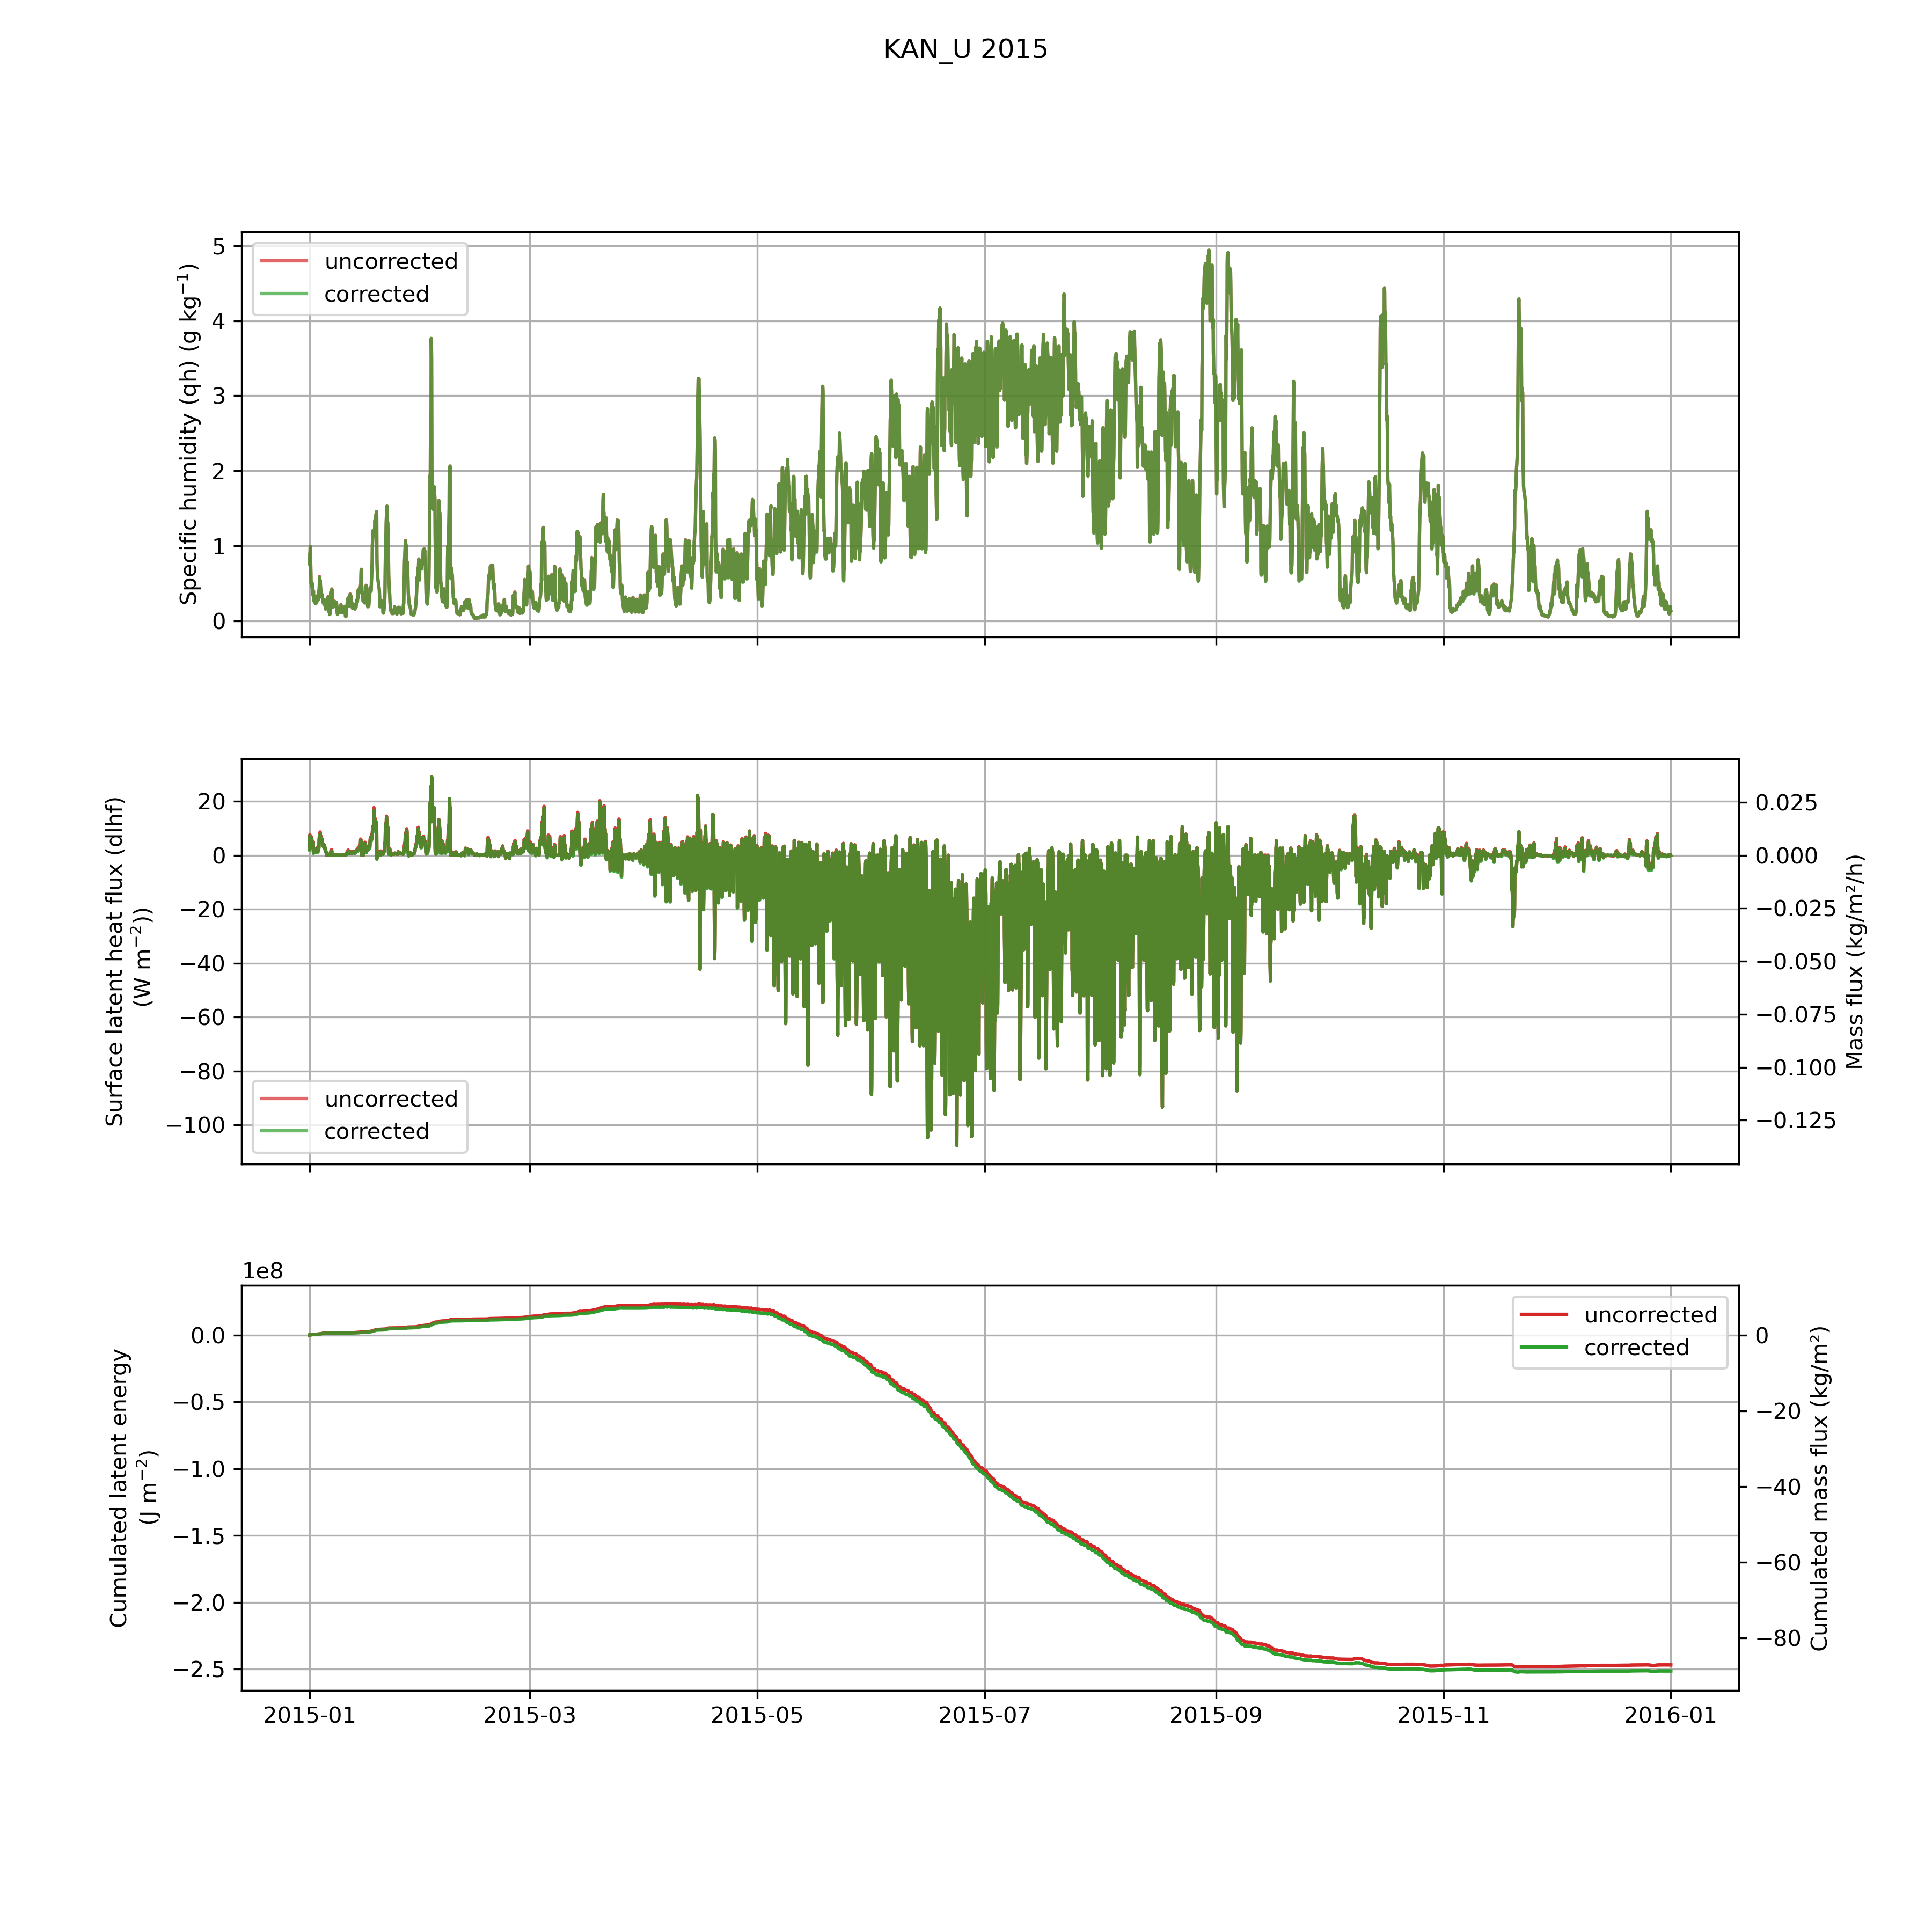 KAN_U 2015
Specific humidity (qh) (g kg⁻¹)
5
4
3
2
1
0
uncorrected
corrected
Surface latent heat flux (dlhf)
(W m⁻²))
20
0
−20
−40
−60
−80
−100
uncorrected
corrected
0.025
0.000
−0.025
−0.050
−0.075
−0.100
−0.125
Mass flux (kg/m²/h)
1e8
Cumulated latent energy
(J m⁻²)
0.0
−0.5
−1.0
−1.5
−2.0
−2.5
uncorrected
corrected
0
−20
−40
−60
−80
Cumulated mass flux (kg/m²)
2015-01
2015-03
2015-05
2015-07
2015-09
2015-11
2016-01